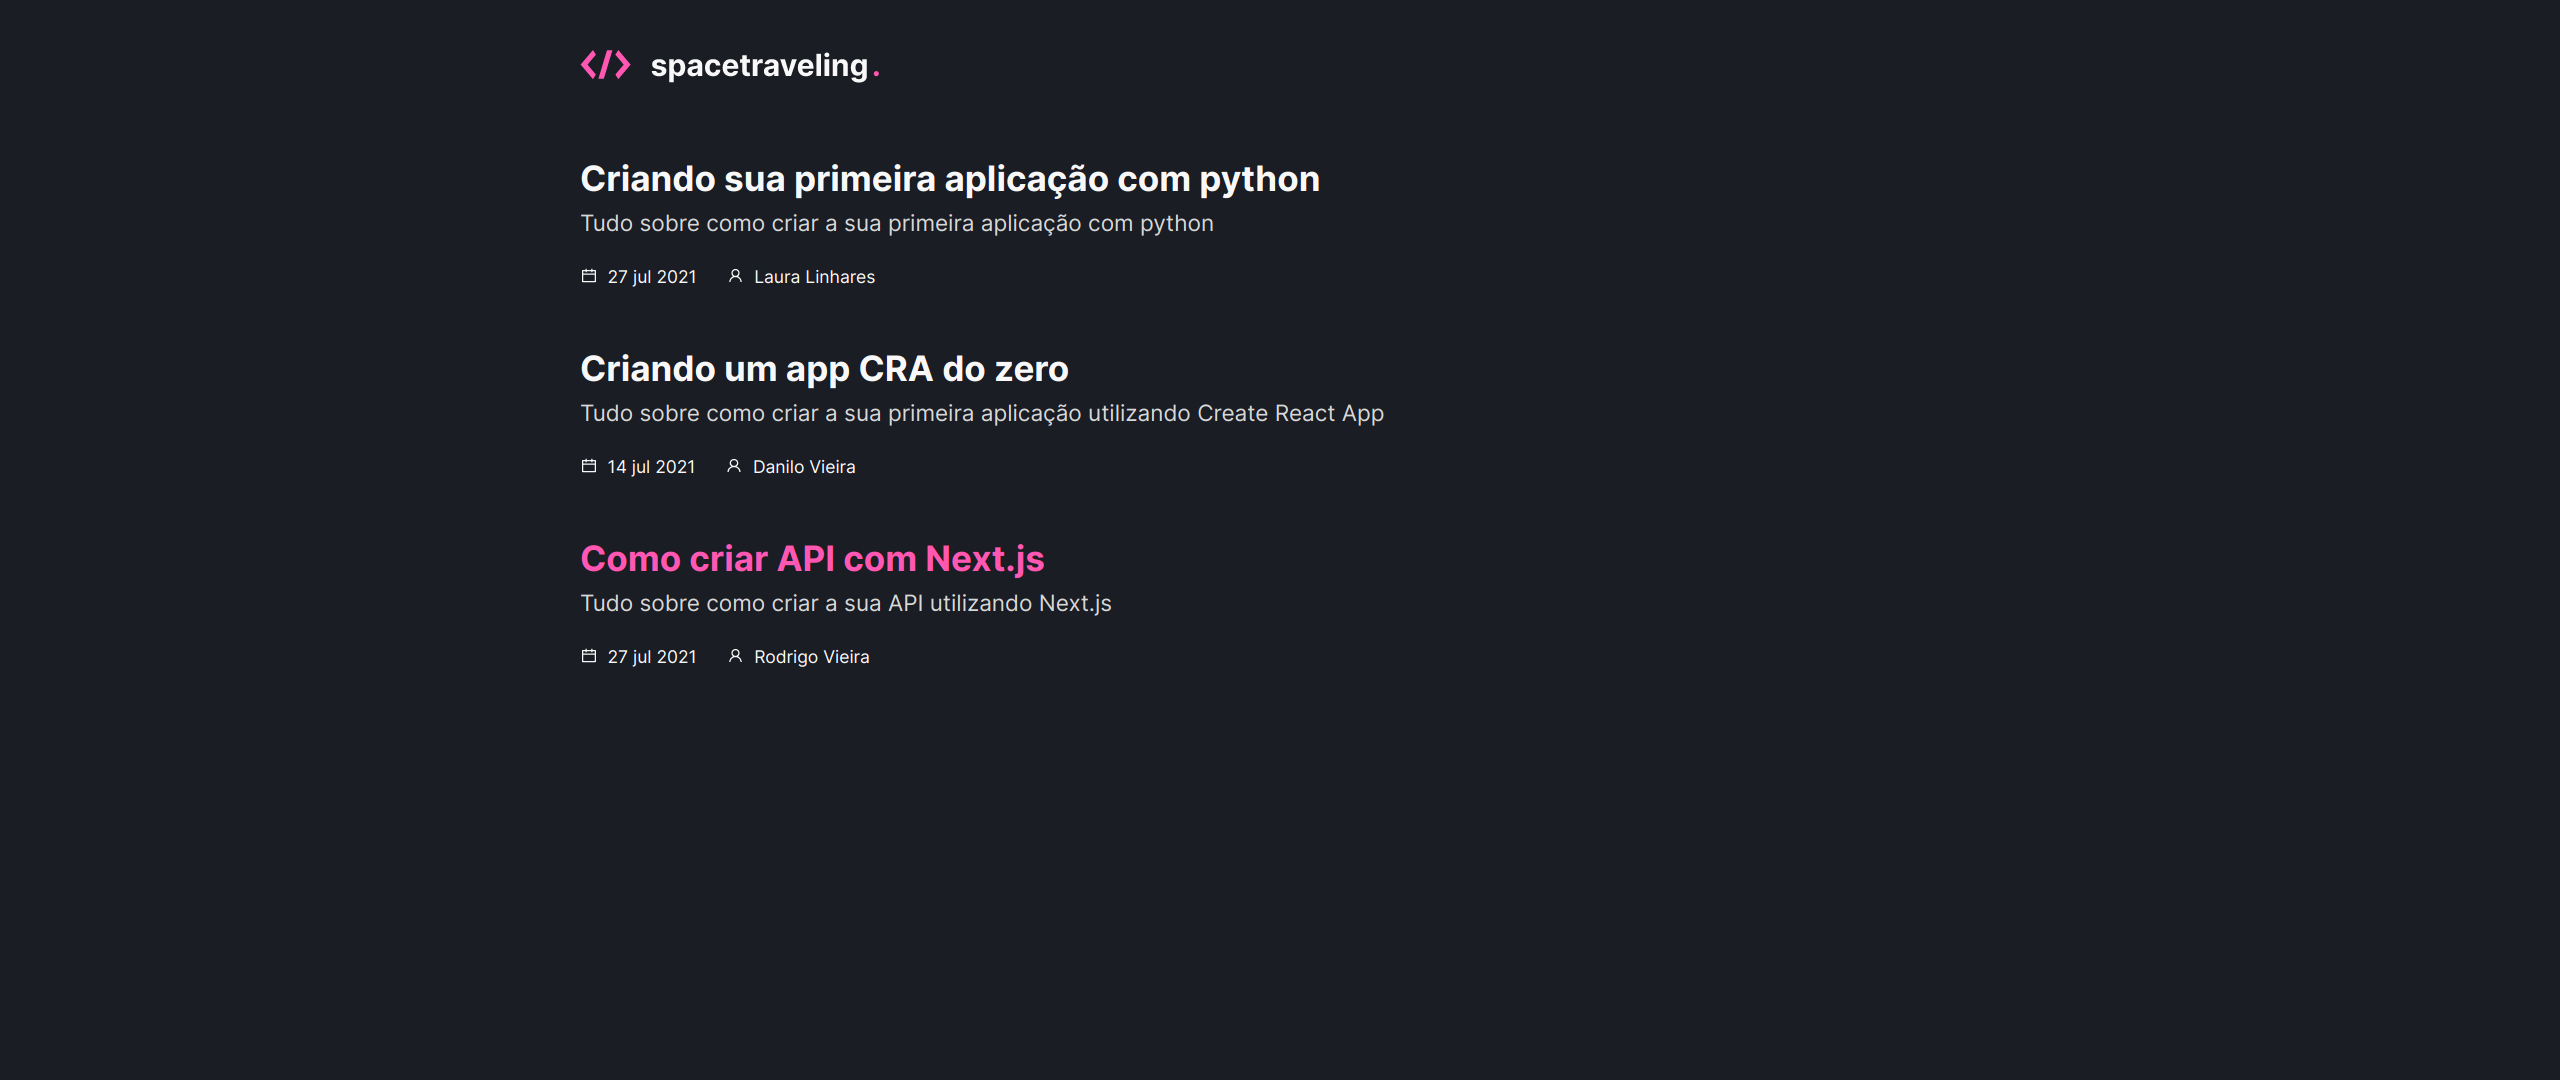 </> spacetraveling.
Criando sua primeira aplicação com python
Tudo sobre como criar a sua primeira aplicação com python
27 jul 2021 Laura Linhares
Criando um app CRA do zero
Tudo sobre como criar a sua primeira aplicação utilizando Create React App
14 jul 2021 Danilo Vieira
Como criar API com Next.js
Tudo sobre como criar a sua API utilizando Next.js
27 jul 2021 Rodrigo Vieira